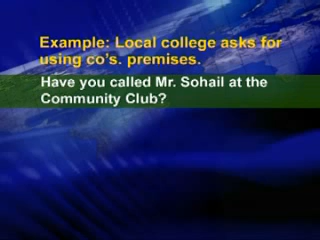 Example: Local college asks for
using co's. premises.
Have you called Mr. Sohail at the
Community Club?